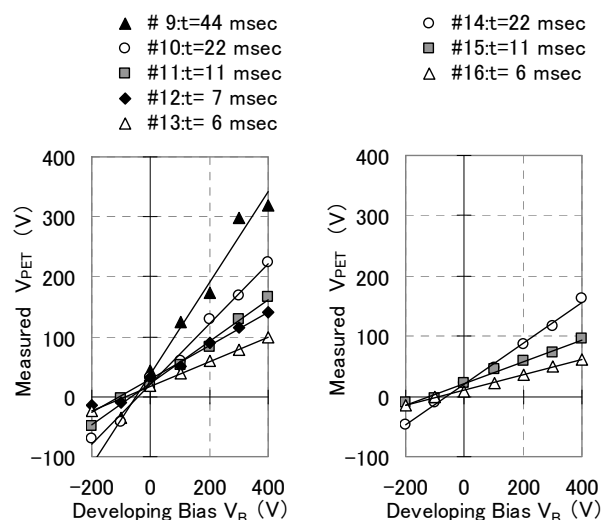 # 9:t=44 msec
#10:t=22 msec
#11:t=11 msec
#12:t= 7 msec
#13:t= 6 msec
#14:t=22 msec
#15:t=11 msec
#16:t= 6 msec
Measured VPET (V)
400
300
200
100
0
-100
-200 0 200 400
Developing Bias VB (V)
Measured VPET (V)
400
300
200
100
0
-100
-200 0 200 400
Developing Bias VB (V)